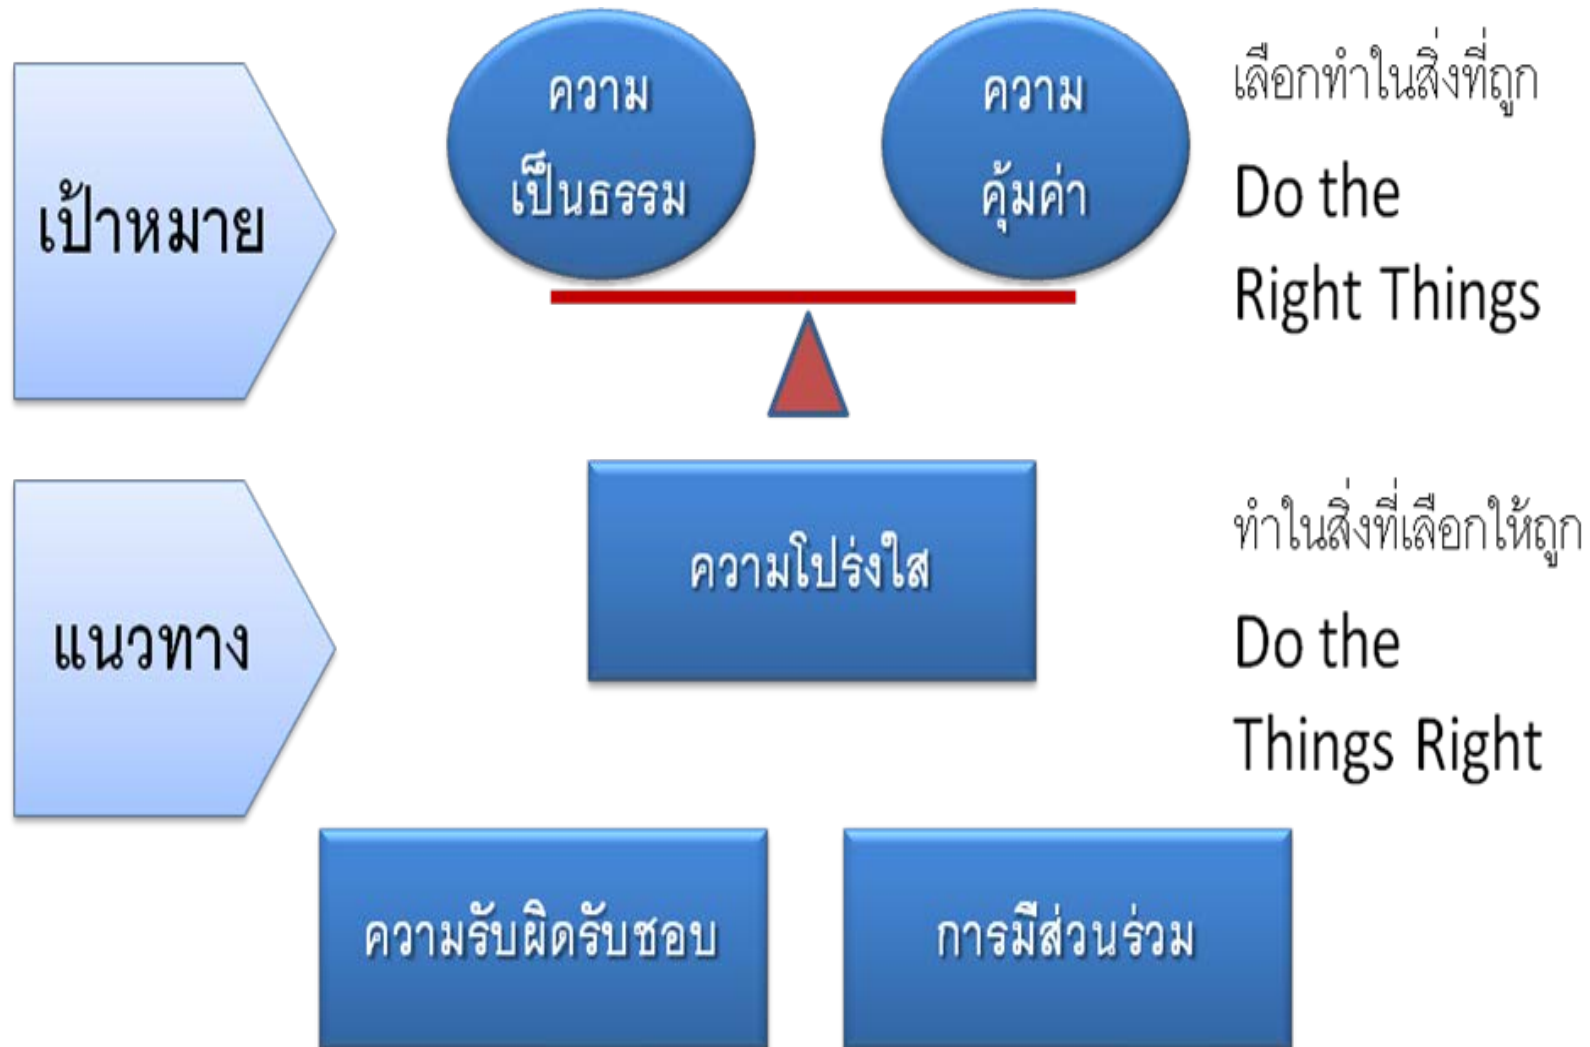 เป้าหมาย
ความ
เป็นธรรม
ความ
คุ้มค่า
เลือกทำในสิ่งที่ถูก
Do the
Right Things
แนวทาง
ความโปร่งใส
ทำในสิ่งที่เลือกให้ถูก
Do the
Things Right
ความรับผิดรับชอบ
การมีส่วนร่วม